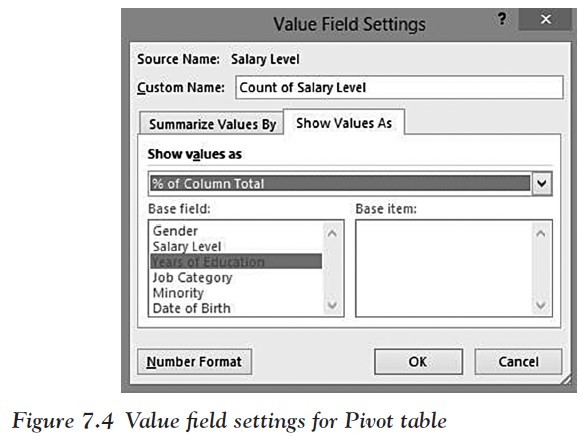 Value Field Settings ? ×
Source Name: Salary Level
Custom Name: Count of Salary Level
Summarize Values By Show Values As
Show values as
% of Column Total
Base field: Base item:
Gender
Salary Level
Years of Education
Job Category
Minority
Date of Birth
Number Format OK Cancel
Figure 7.4 Value field settings for Pivot table